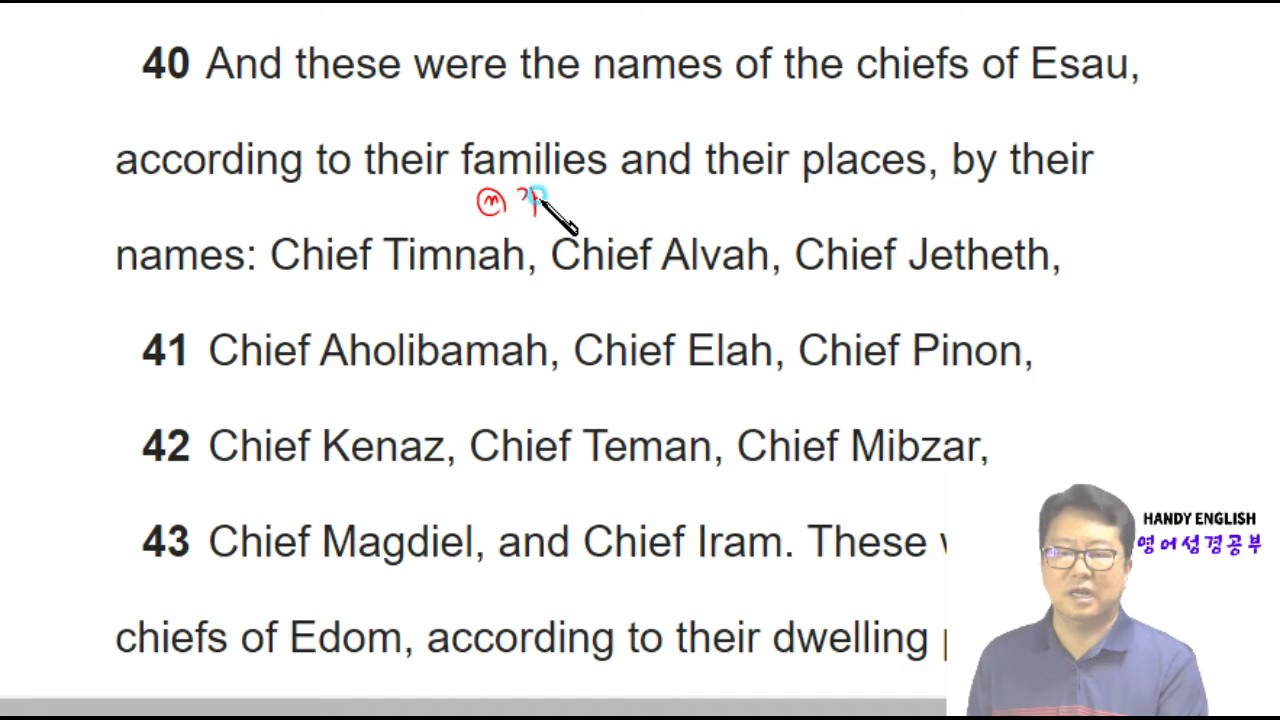 40 And these were the names of the chiefs of Esau,
according to their families and their places, by their
ⓜ 가
names: Chief Timnah, Chief Alvah, Chief Jetheth,
41 Chief Aholibamah, Chief Elah, Chief Pinon,
42 Chief Kenaz, Chief Teman, Chief Mibzar,
43 Chief Magdiel, and Chief Iram. These
chiefs of Edom, according to their dwelling
HANDY ENGLISH
영어성경공부